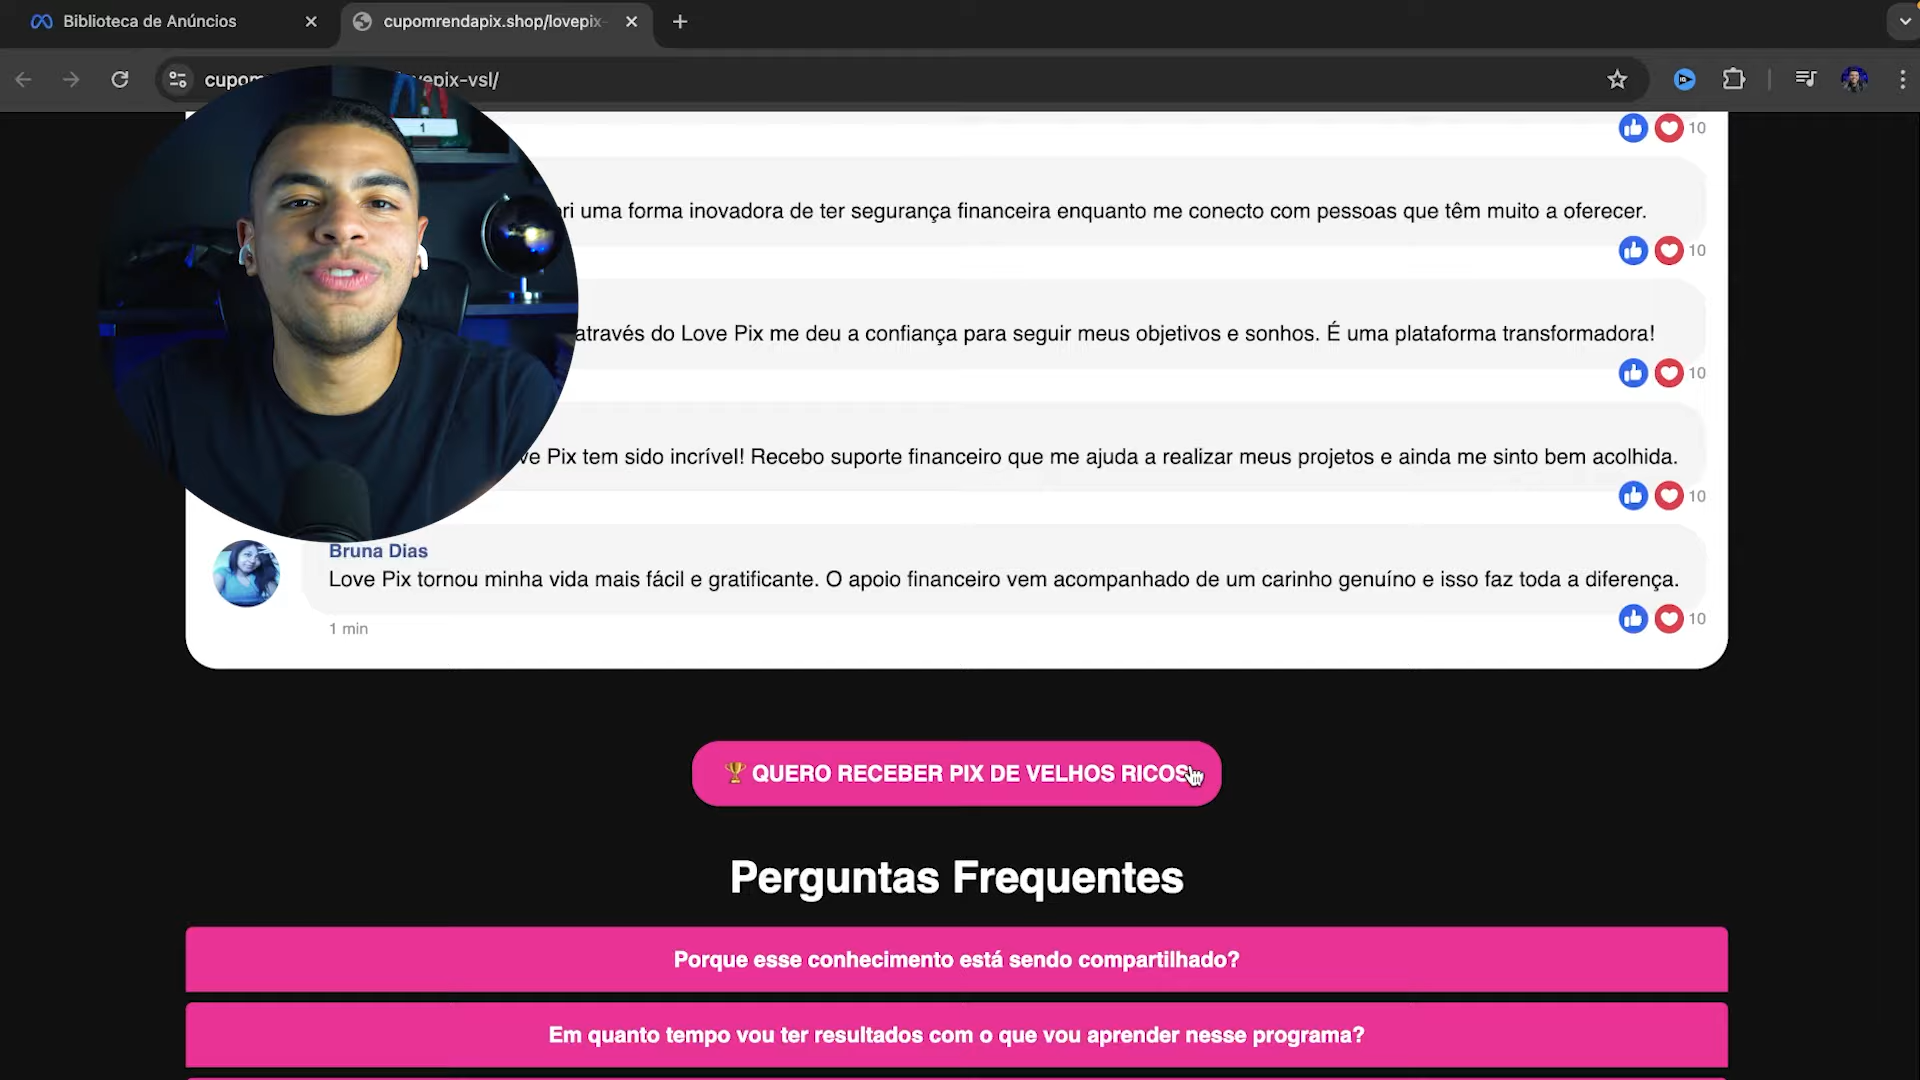 Biblioteca de Anúncios
cupomrendapix.shop/lovepix-
vepix-vsl/
1
10
uma forma inovadora de ter segurança financeira enquanto me conecto com pessoas que têm muito a oferecer.
10
através do Love Pix me deu a confiança para seguir meus objetivos e sonhos. É uma plataforma transformadora!
10
ve Pix tem sido incrível! Recebo suporte financeiro que me ajuda a realizar meus projetos e ainda me sinto bem acolhida.
10
Bruna Dias
Love Pix tornou minha vida mais fácil e gratificante. O apoio financeiro vem acompanhado de um carinho genuíno e isso faz toda a diferença.
10
1 min
🏆 QUERO RECEBER PIX DE VELHOS RICOS
Perguntas Frequentes
Porque esse conhecimento está sendo compartilhado?
Em quanto tempo vou ter resultados com o que vou aprender nesse programa?